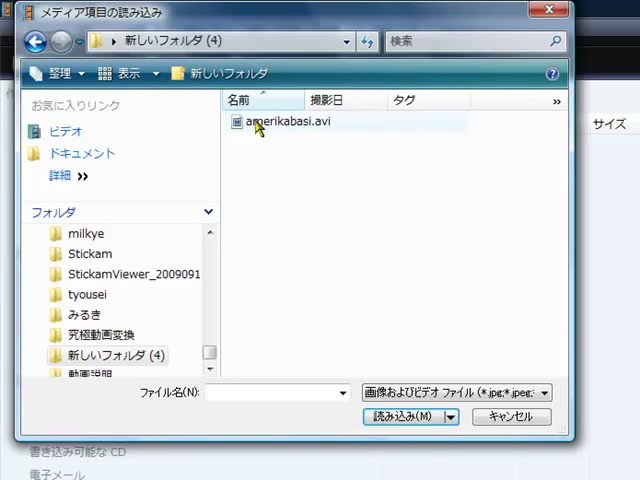 メディア項目の読み込み
新しいフォルダ (4)
検索
整理
表示
新しいフォルダ
お気に入りリンク
ビデオ
ドキュメント
詳細
フォルダ
milkye
Stickam
StickamViewer_2009091
tyousei
みるき
究極動画変換
新しいフォルダ (4)
動画説明
名前
撮影日
タグ
amerikabasi.avi
サイズ
ファイル名(N):
画像およびビデオ ファイル (*.jpg;*.jpeg;
読み込み(M)
キャンセル
書き込み可能な CD
電子メール